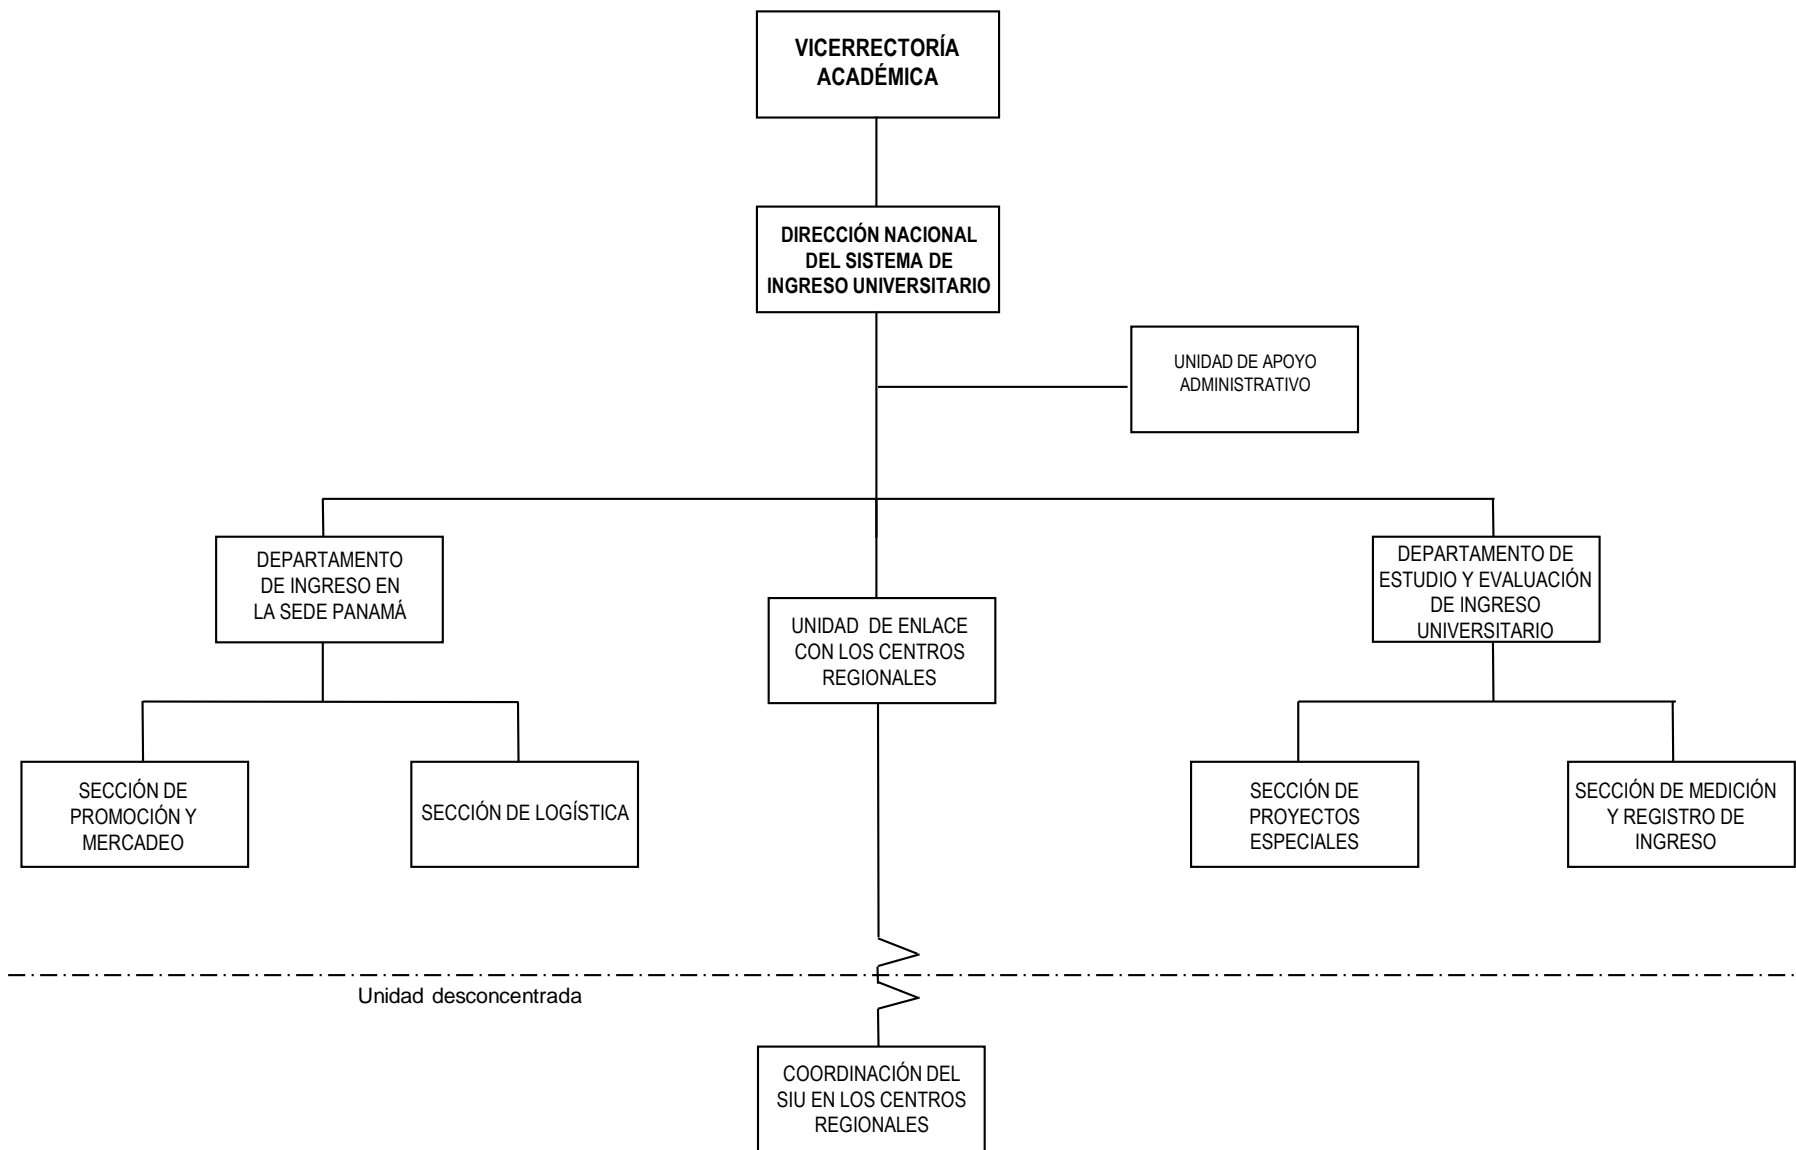 VICERRECTORÍA
ACADÉMICA
DIRECCIÓN NACIONAL
DEL SISTEMA DE
INGRESO UNIVERSITARIO
UNIDAD DE APOYO
ADMINISTRATIVO
DEPARTAMENTO
DE INGRESO EN
LA SEDE PANAMÁ
UNIDAD DE ENLACE
CON LOS CENTROS
REGIONALES
DEPARTAMENTO DE
ESTUDIO Y EVALUACIÓN
DE INGRESO
UNIVERSITARIO
SECCIÓN DE
PROMOCIÓN Y
MERCADEO
SECCIÓN DE LOGÍSTICA
SECCIÓN DE
PROYECTOS
ESPECIALES
SECCIÓN DE MEDICIÓN
Y REGISTRO DE
INGRESO
Unidad desconcentrada
COORDINACIÓN DEL
SIU EN LOS CENTROS
REGIONALES